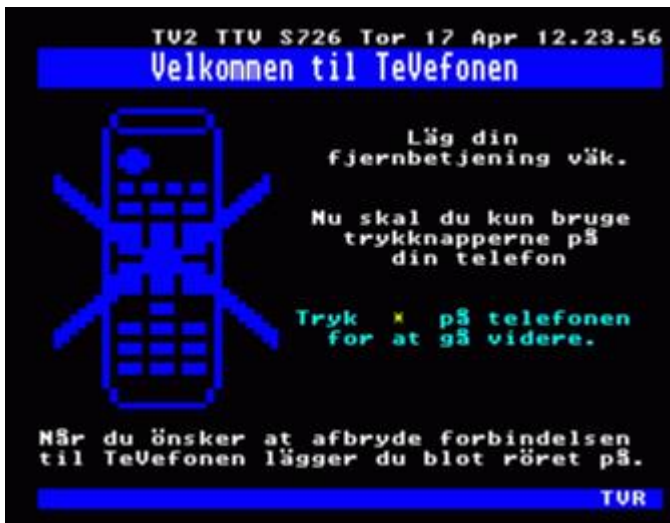 TV2 TTV S726 Tor 17 Apr 12.23.56
Velkommen til TeVefonen
Läg din
fjernbetjening väk.
Nu skal du kun bruge
trykknapperne på
din telefon
Tryk * på telefonen
for at gå videre.
Når du önsker at afbryde forbindelsen
til TeVefonen lägger du blot röret på.
TVR